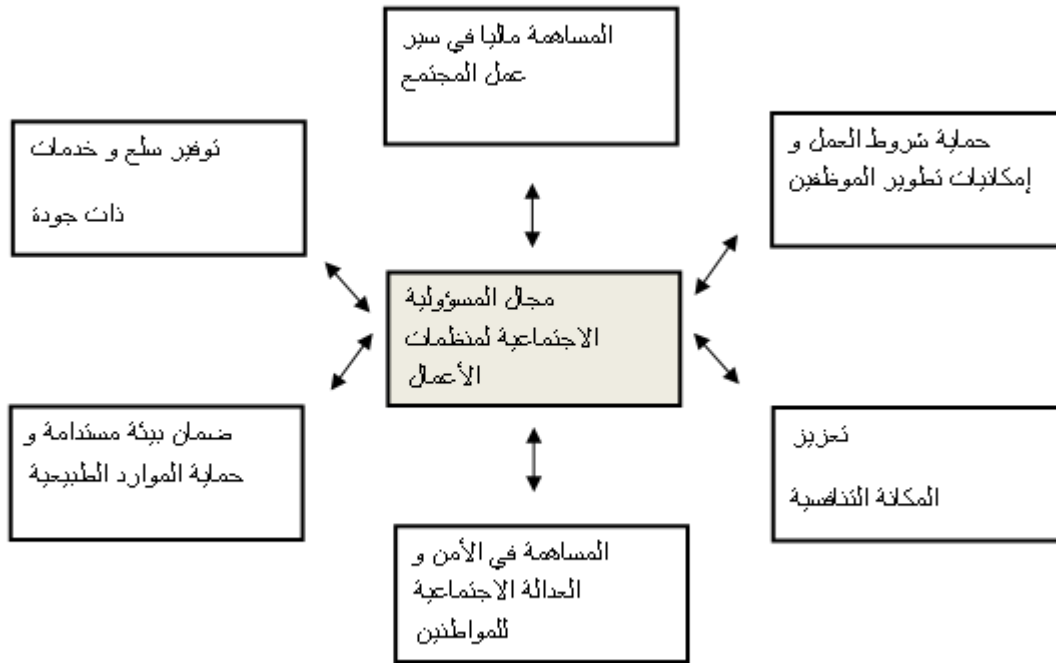 المساهمة ماليا في سير
عمل المجتمع
حماية شروط العمل و
إمكانيات تطوير الموظفين
توفير سلع و خدمات
ذات جودة
مجال المسؤولية
الاجتماعية لمنظمات
الأعمال
تعزيز
المكانة التنافسية
ضمان بيئة مستدامة و
حماية الموارد الطبيعية
المساهمة في الأمن و
العدالة الاجتماعية
للمواطنين